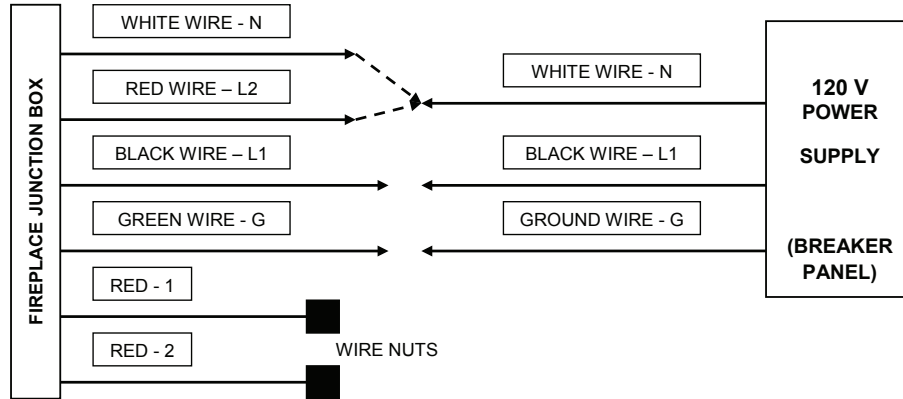 FIREPLACE JUNCTION BOX
WHITE WIRE - N
RED WIRE – L2
BLACK WIRE – L1
GREEN WIRE - G
RED - 1
RED - 2
WIRE NUTS
WHITE WIRE - N
BLACK WIRE – L1
GROUND WIRE - G
120 V
POWER
SUPPLY
(BREAKER
PANEL)